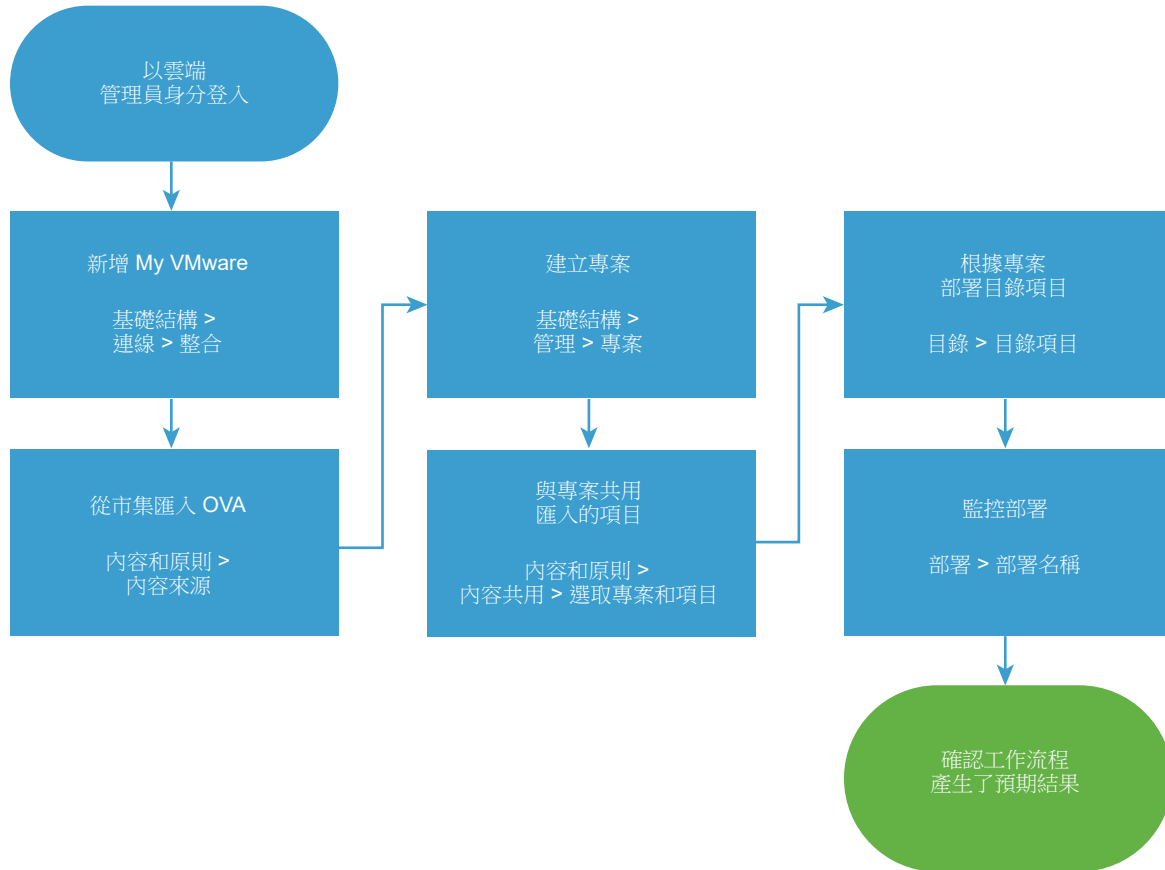 以雲端
管理員身分登入
新增 My VMware
基礎結構 >
連線 > 整合
從市集匯入 OVA
內容和原則 >
內容來源
建立專案
基礎結構 >
管理 > 專案
與專案共用
匯入的項目
內容和原則 >
內容共用 > 選取專案和項目
根據專案
部署目錄項目
目錄 > 目錄項目
監控部署
部署 > 部署名稱
確認工作流程
產生了預期結果